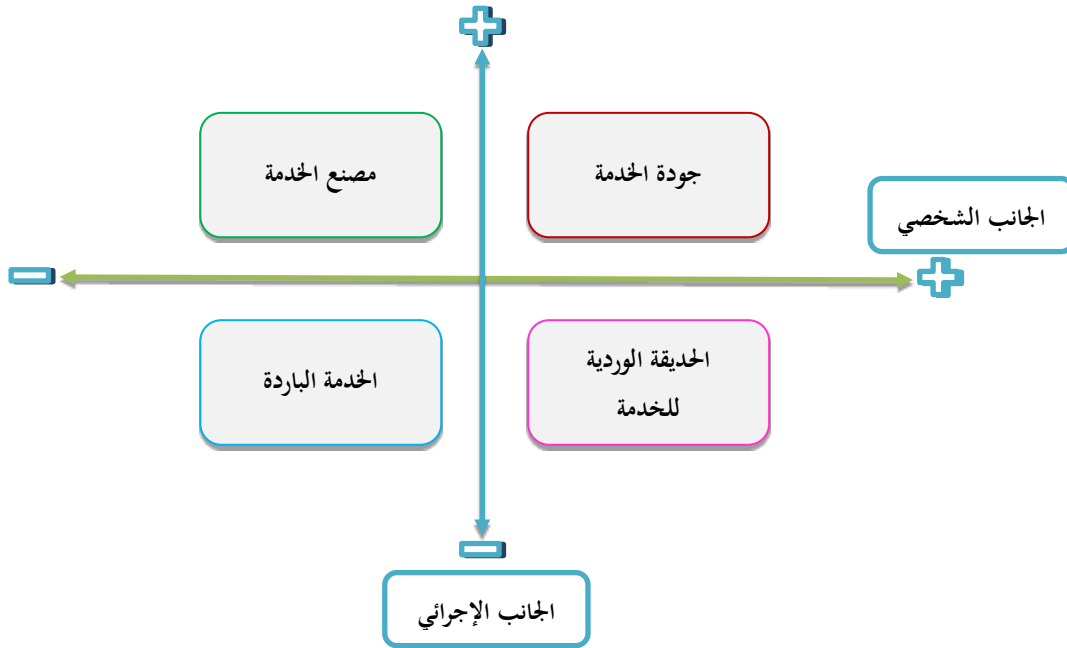 جودة الخدمة
مصنع الخدمة
الجانب الشخصي
الحديقة الوردية
للخدمة
الخدمة الباردة
الجانب الإجرائي